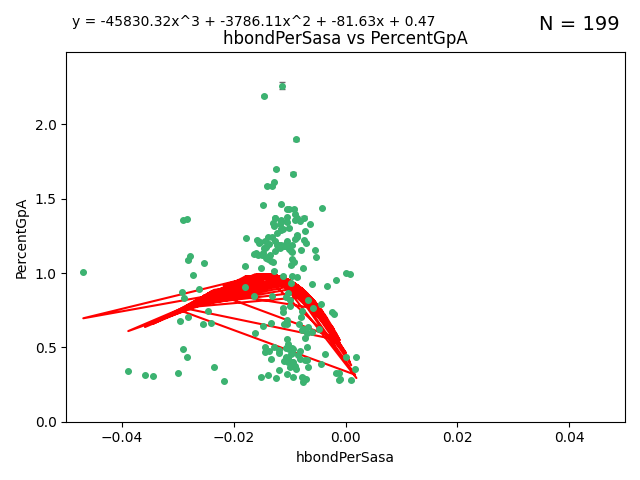 y = -45830.32x^3 + -3786.11x^2 + -81.63x + 0.47
N = 199
hbondPerSasa vs PercentGpA
PercentGpA
2.0
1.5
1.0
0.5
0.0
−0.04 −0.02 0.00 0.02 0.04
hbondPerSasa